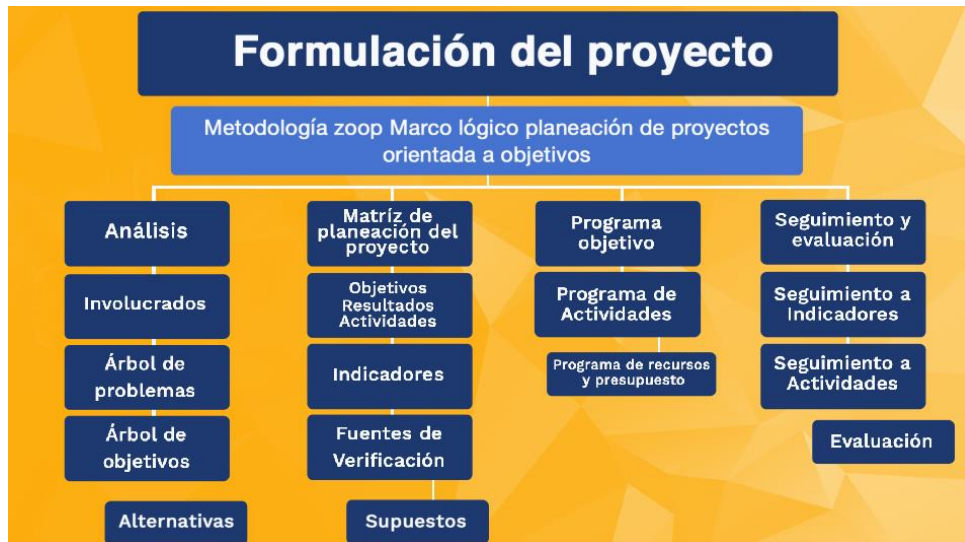 Formulación del proyecto
Metodología zoop Marco lógico planeación de proyectos
orientada a objetivos
Análisis
Involucrados
Árbol de
problemas
Árbol de
objetivos
Alternativas
Matríz de
planeación del
proyecto
Objetivos
Resultados
Actividades
Indicadores
Fuentes de
Verificación
Supuestos
Programa
objetivo
Programa de
Actividades
Programa de recursos
y presupuesto
Seguimiento y
evaluación
Seguimiento a
Indicadores
Seguimiento a
Actividades
Evaluación